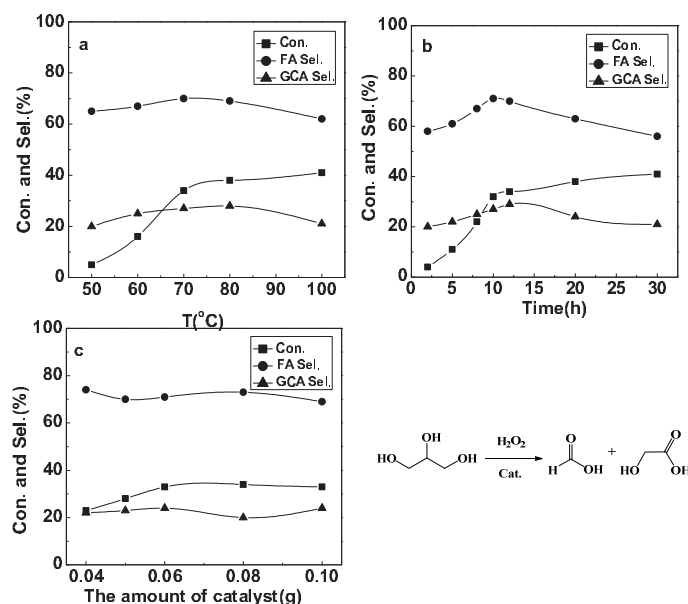 a
Con.
FA Sel.
GCA Sel.
Con. and Sel.(%)
100
80
60
40
20
0
50 60 70 80 90 100
T(°C)
b
Con.
FA Sel.
GCA Sel.
Con. and Sel.(%)
100
80
60
40
20
0
0 5 10 15 20 25 30
Time(h)
c
Con.
FA Sel.
GCA Sel.
Con. and Sel.(%)
100
80
60
40
20
0
0.04 0.06 0.08 0.10
The amount of catalyst(g)
OH
HO OH
H2O2
Cat.
O
H OH
+
O
HO OH